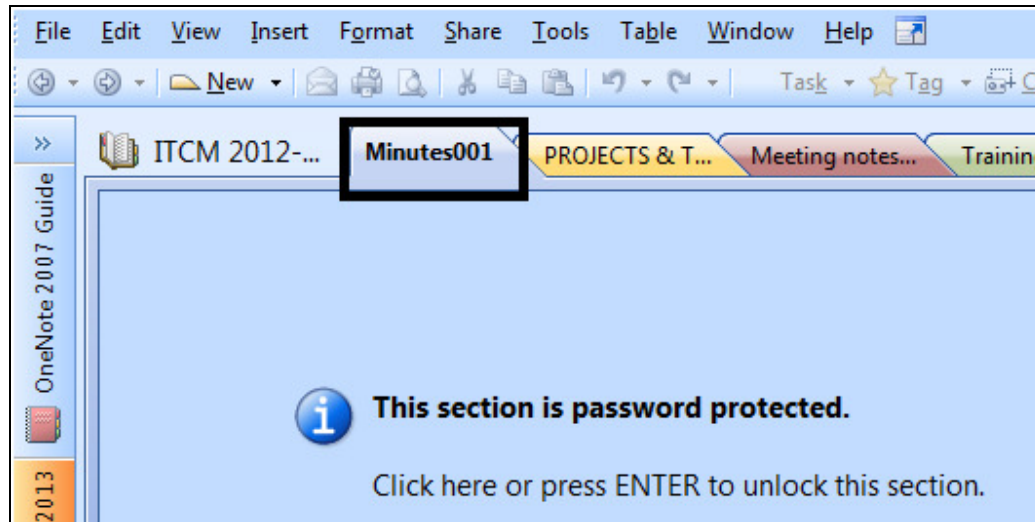 File Edit View Insert Format Share Tools Table Window Help
New Task Tag
ITCM 2012-... Minutes001 PROJECTS & T... Meeting notes...
OneNote 2007 Guide
2013
This section is password protected.
Click here or press ENTER to unlock this section.